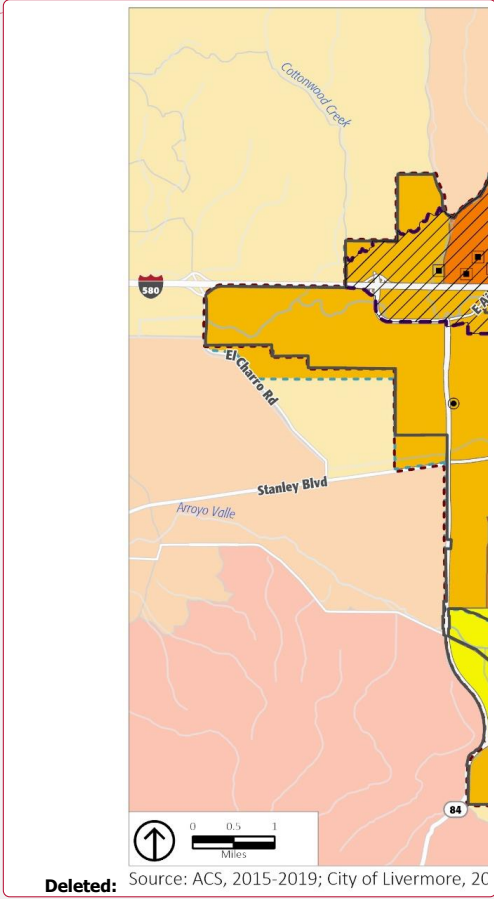 Cottonwood Creek
580
E A
El Charro Rd
Stanley Blvd
Arroyo Valle
84
0 0.5 1
Miles
Deleted: Source: ACS, 2015-2019; City of Livermore, 20